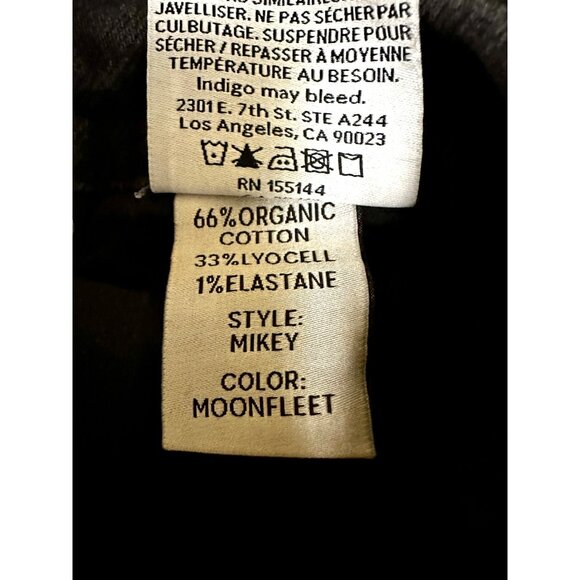 JAVELLISER. NE PAS SÉCHER PAR
CULBUTAGE. SUSPENDRE POUR
SÉCHER / REPASSER À MOYENNE
TEMPÉRATURE AU BESOIN.
Indigo may bleed.
2301 E. 7th St. STE A244
Los Angeles, CA 90023
RN 155144
66%ORGANIC
COTTON
33%LYOCELL
1%ELASTANE
STYLE:
MIKEY
COLOR:
MOONFLEET